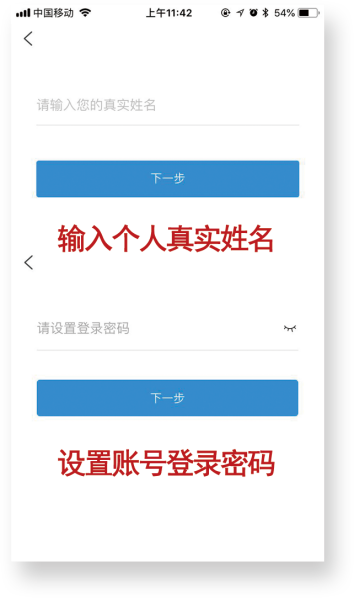 中国移动 上午11:42 54%
请输入您的真实姓名
下一步
输入个人真实姓名
请设置登录密码
下一步
设置账号登录密码